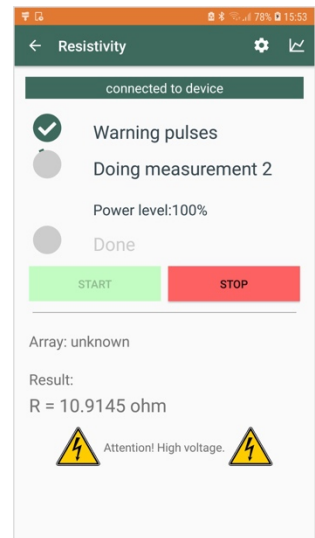 78% 15:53
Resistivity
connected to device
Warning pulses
Doing measurement 2
Power level:100%
Done
START STOP
Array: unknown
Result:
R = 10.9145 ohm
Attention! High voltage.